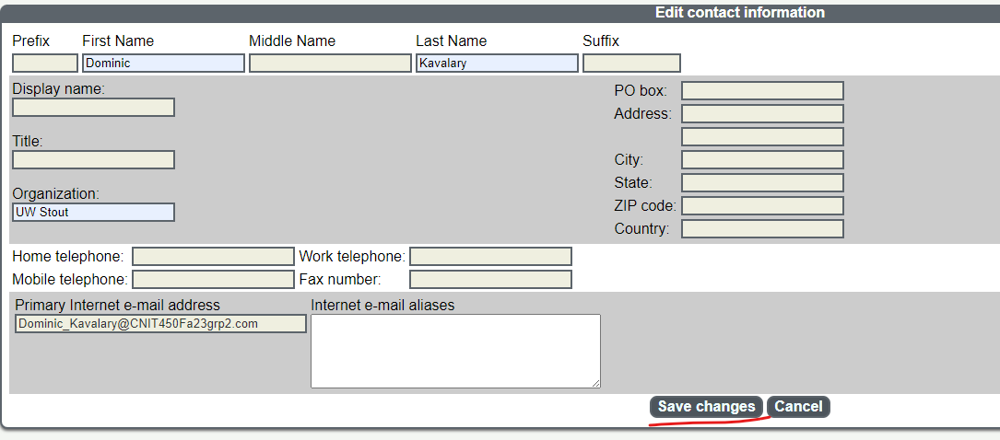 Edit contact information
Prefix First Name Middle Name Last Name Suffix
Dominic Kavalary
Display name:
PO box:
Address:
Title:
City:
State:
Organization:
UW Stout
ZIP code:
Country:
Home telephone: Work telephone:
Mobile telephone: Fax number:
Primary Internet e-mail address Internet e-mail aliases
Dominic_Kavalary@CNIT450Fa23grp2.com
Save changes Cancel